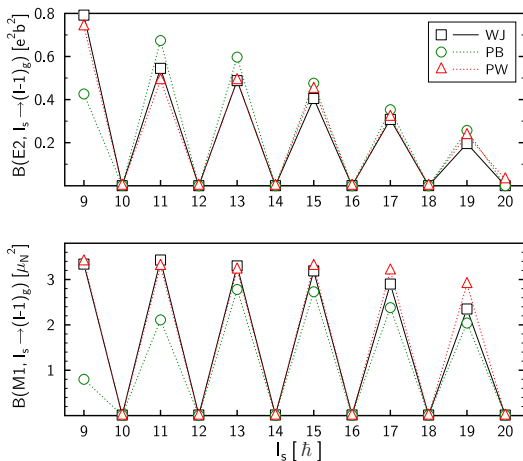 B(E2, I_s→(I-1)_g) [e²b²]
0.8
0.6
0.4
0.2
WJ
PB
PW
9 10 11 12 13 14 15 16 17 18 19 20
B(M1, I_s→(I-1)_g) [μ_N²]
3
2
1
9 10 11 12 13 14 15 16 17 18 19 20
I_s [ħ]